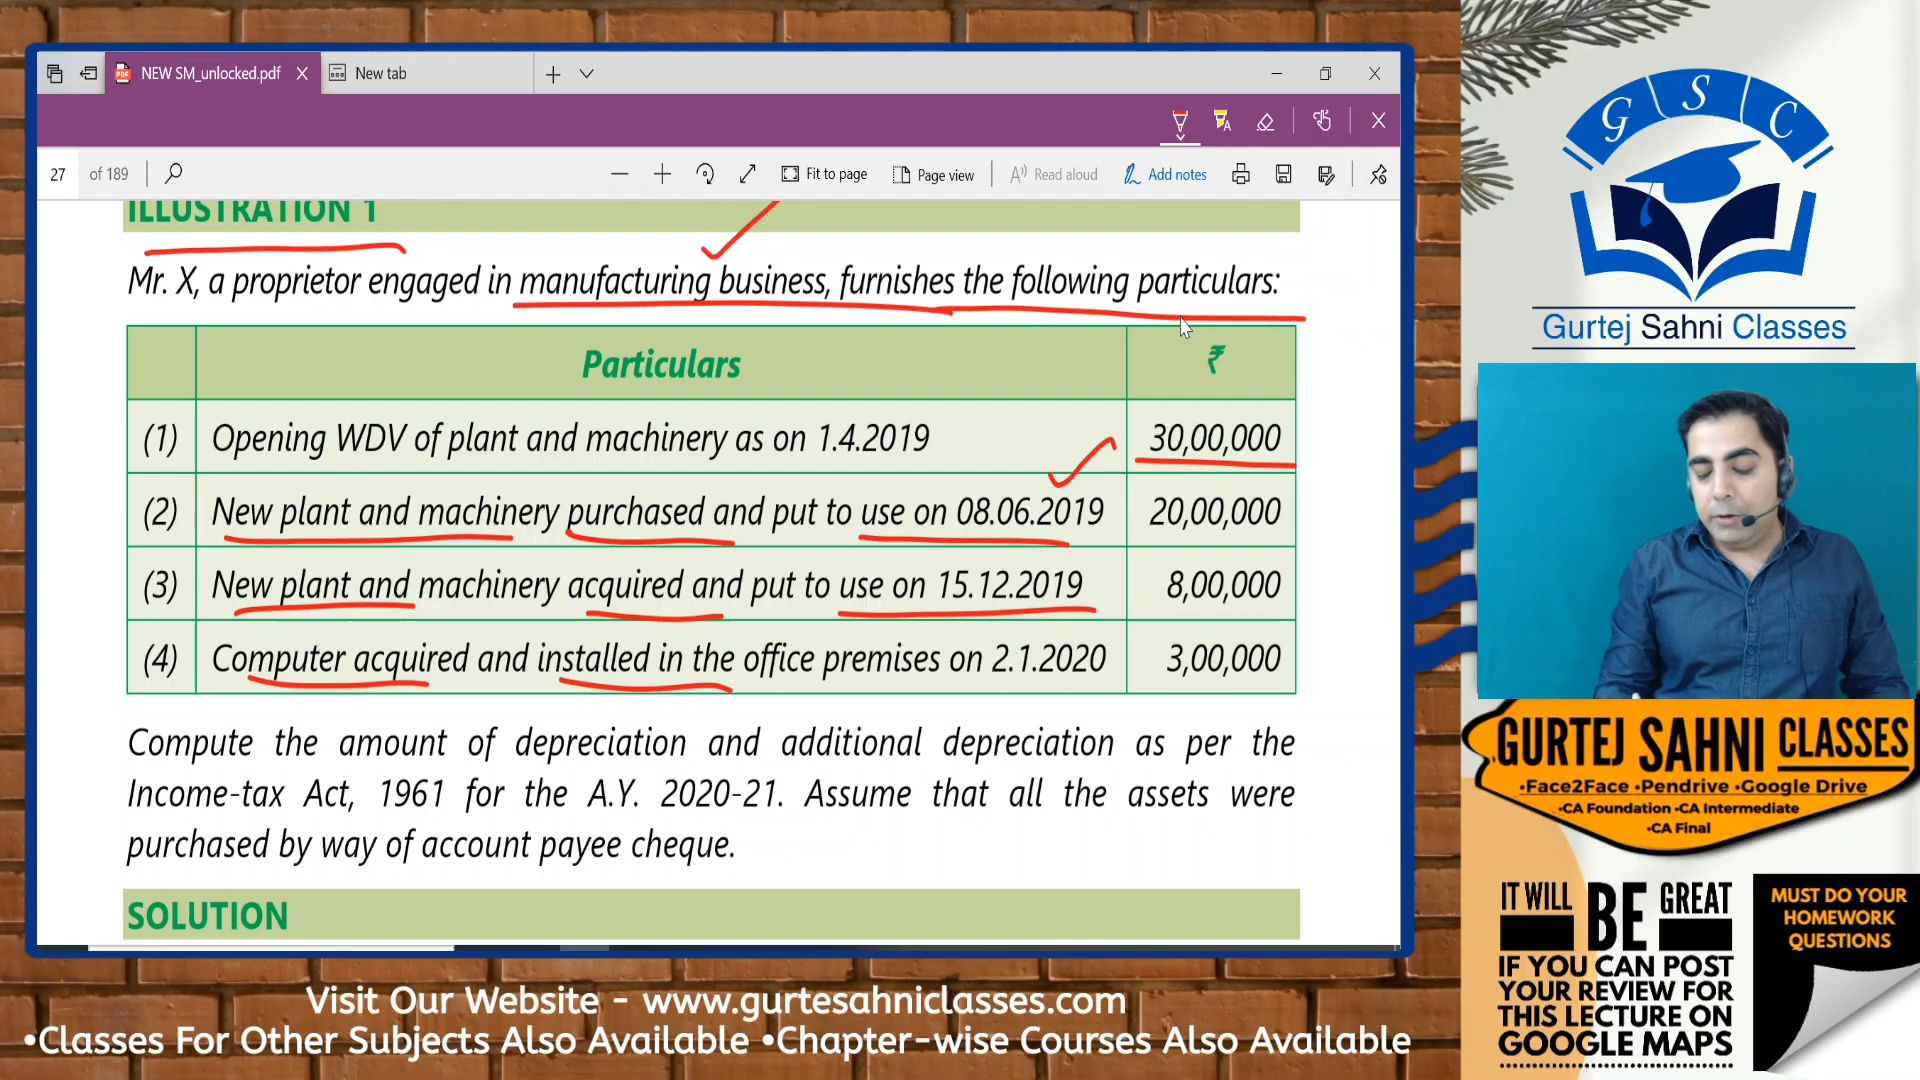 NEW SM_unlocked.pdf
New tab
27 of 189
Fit to page
Page view
Read aloud
Add notes
ILLUSTRATION 1
Mr. X, a proprietor engaged in manufacturing business, furnishes the following particulars:
Particulars ₹
(1) Opening WDV of plant and machinery as on 1.4.2019 30,00,000
(2) New plant and machinery purchased and put to use on 08.06.2019 20,00,000
(3) New plant and machinery acquired and put to use on 15.12.2019 8,00,000
(4) Computer acquired and installed in the office premises on 2.1.2020 3,00,000
Compute the amount of depreciation and additional depreciation as per the
Income-tax Act, 1961 for the A.Y. 2020-21. Assume that all the assets were
purchased by way of account payee cheque.
SOLUTION
G S C
Gurtej Sahni Classes
GURTEJ SAHNI CLASSES
•Face2Face •Pendrive •Google Drive
•CA Foundation •CA Intermediate
•CA Final
IT WILL BE GREAT
IF YOU CAN POST
YOUR REVIEW FOR
THIS LECTURE ON
GOOGLE MAPS
MUST DO YOUR
HOMEWORK
QUESTIONS
Visit Our Website - www.gurtesahniclasses.com
•Classes For Other Subjects Also Available •Chapter-wise Courses Also Available